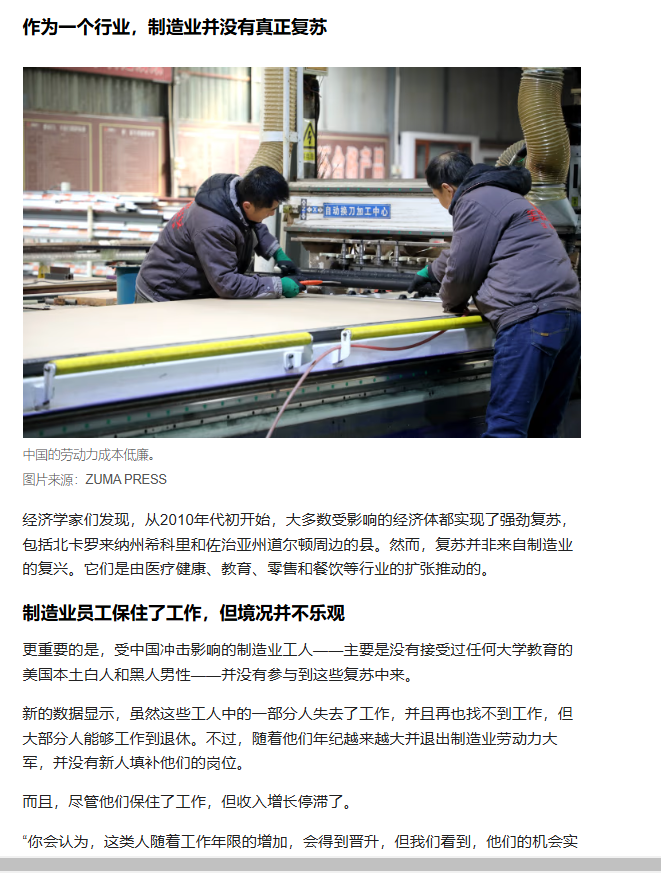 作为一个行业，制造业并没有真正复苏
自动换刀加工中心
中国的劳动力成本低廉。
图片来源：ZUMA PRESS
经济学家们发现，从2010年代初开始，大多数受影响的经济体都实现了强劲复苏，
包括北卡罗来纳州希科里和佐治亚州道尔顿周边的县。然而，复苏并非来自制造业
的复兴。它们是由医疗健康、教育、零售和餐饮等行业的扩张推动的。
制造业员工保住了工作，但境况并不乐观
更重要的是，受中国冲击影响的制造业工人——主要是没有接受过任何大学教育的
美国本土白人和黑人男性——并没有参与到这些复苏中来。
新的数据显示，虽然这些工人中的一部分人失去了工作，并且再也找不到工作，但
大部分人能够工作到退休。不过，随着他们年纪越来越大并退出制造业劳动力大
军，并没有新人填补他们的岗位。
而且，尽管他们保住了工作，但收入增长停滞了。
“你会认为，这类人随着工作年限的增加，会得到晋升，但我们看到，他们的机会实